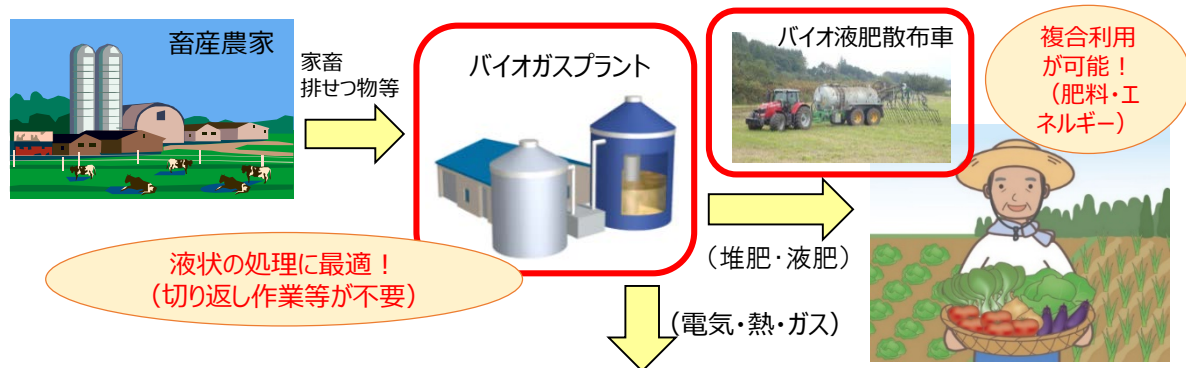 畜産農家
家畜
排せつ物等
バイオガスプラント
バイオ液肥散布車
複合利用
が可能！
（肥料・エ
ネルギー）
液状の処理に最適！
（切り返し作業等が不要）
（堆肥・液肥）
（電気・熱・ガス）